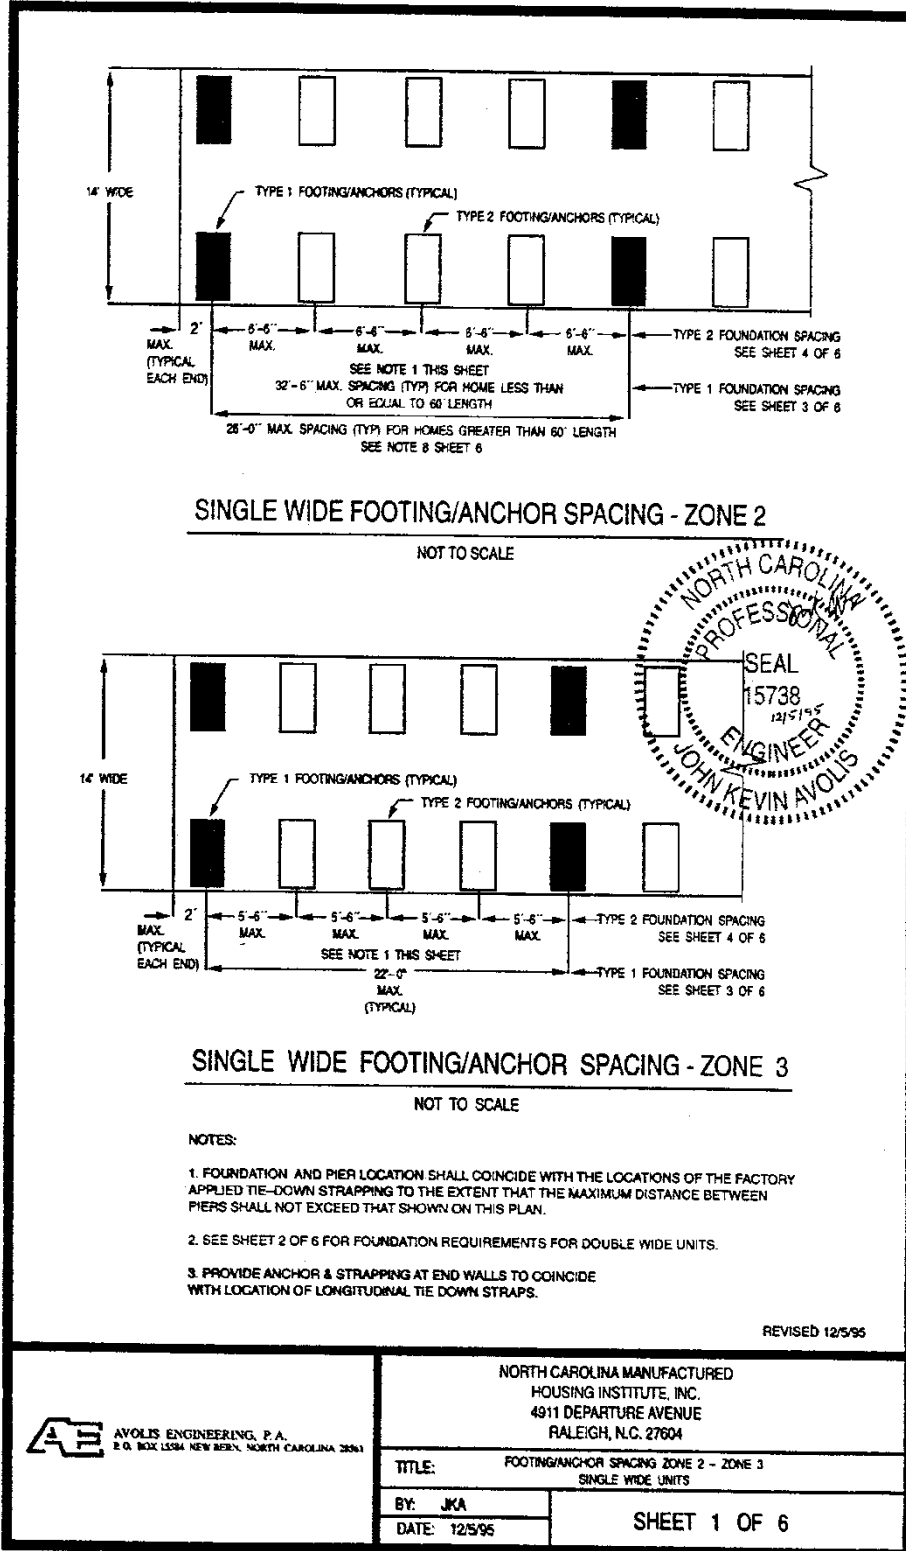 14' WIDE
TYPE 1 FOOTING/ANCHORS (TYPICAL)
TYPE 2 FOOTING/ANCHORS (TYPICAL)
2'
MAX.
(TYPICAL
EACH END)
6'-6"
MAX.
6'-6"
MAX.
6'-6"
MAX.
6'-6"
MAX.
TYPE 2 FOUNDATION SPACING
SEE SHEET 4 OF 6
SEE NOTE 1 THIS SHEET
32'-6" MAX. SPACING (TYP) FOR HOME LESS THAN
OR EQUAL TO 60' LENGTH
TYPE 1 FOUNDATION SPACING
SEE SHEET 3 OF 6
26'-0" MAX. SPACING (TYP) FOR HOMES GREATER THAN 60' LENGTH
SEE NOTE 8 SHEET 6
SINGLE WIDE FOOTING/ANCHOR SPACING - ZONE 2
NOT TO SCALE
NORTH CAROLINA
PROFESSIONAL
SEAL
15738
12/5/95
ENGINEER
JOHN KEVIN AVOLIS
14' WIDE
TYPE 1 FOOTING/ANCHORS (TYPICAL)
TYPE 2 FOOTING/ANCHORS (TYPICAL)
2'
MAX.
(TYPICAL
EACH END)
5'-6"
MAX.
5'-6"
MAX.
5'-6"
MAX.
5'-6"
MAX.
TYPE 2 FOUNDATION SPACING
SEE SHEET 4 OF 6
SEE NOTE 1 THIS SHEET
22'-0"
MAX.
(TYPICAL)
TYPE 1 FOUNDATION SPACING
SEE SHEET 3 OF 6
SINGLE WIDE FOOTING/ANCHOR SPACING - ZONE 3
NOT TO SCALE
NOTES:
1. FOUNDATION AND PIER LOCATION SHALL COINCIDE WITH THE LOCATIONS OF THE FACTORY
APPLIED TIE-DOWN STRAPPING TO THE EXTENT THAT THE MAXIMUM DISTANCE BETWEEN
PIERS SHALL NOT EXCEED THAT SHOWN ON THIS PLAN.
2. SEE SHEET 2 OF 6 FOR FOUNDATION REQUIREMENTS FOR DOUBLE WIDE UNITS.
3. PROVIDE ANCHOR & STRAPPING AT END WALLS TO COINCIDE
WITH LOCATION OF LONGITUDINAL TIE DOWN STRAPS.
REVISED 12/5/95
AE
AVOLIS ENGINEERING, P.A.
P.O. BOX 15584 NEW BERN, NORTH CAROLINA 28561
NORTH CAROLINA MANUFACTURED
HOUSING INSTITUTE, INC.
4911 DEPARTURE AVENUE
RALEIGH, N.C. 27604
TITLE: FOOTING/ANCHOR SPACING ZONE 2 - ZONE 3
SINGLE WIDE UNITS
BY: JKA
DATE: 12/5/95
SHEET 1 OF 6